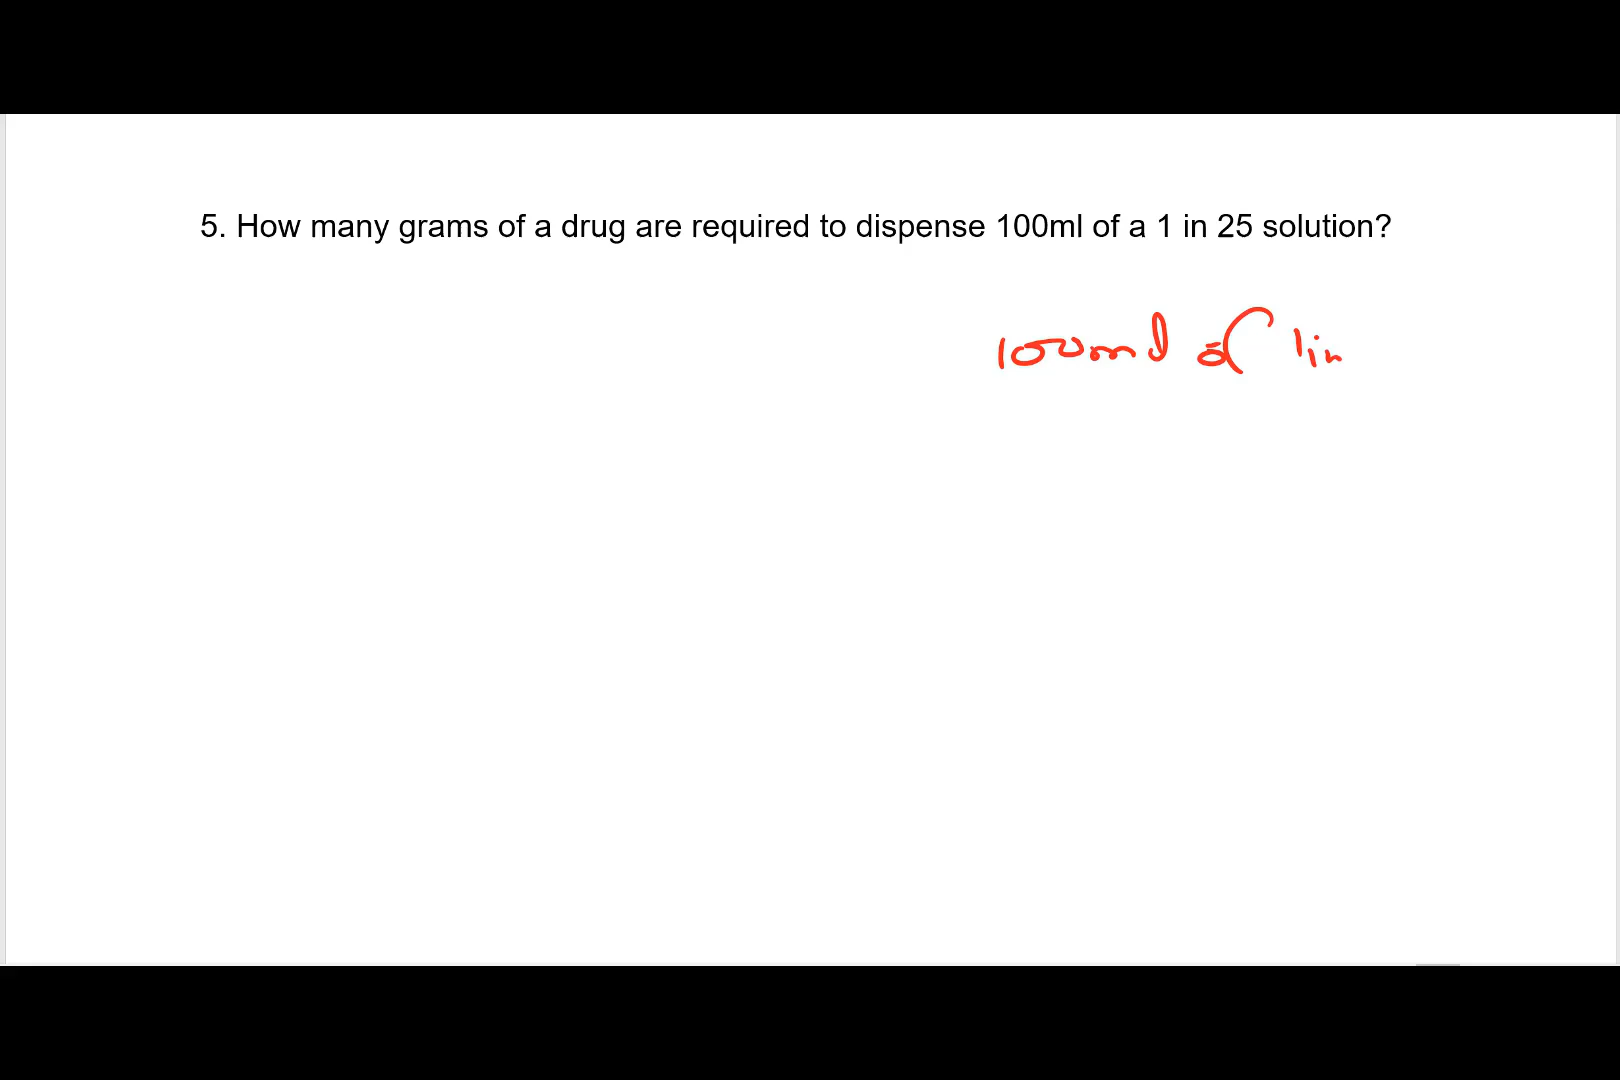 5. How many grams of a drug are required to dispense 100ml of a 1 in 25 solution?
100ml of 1in